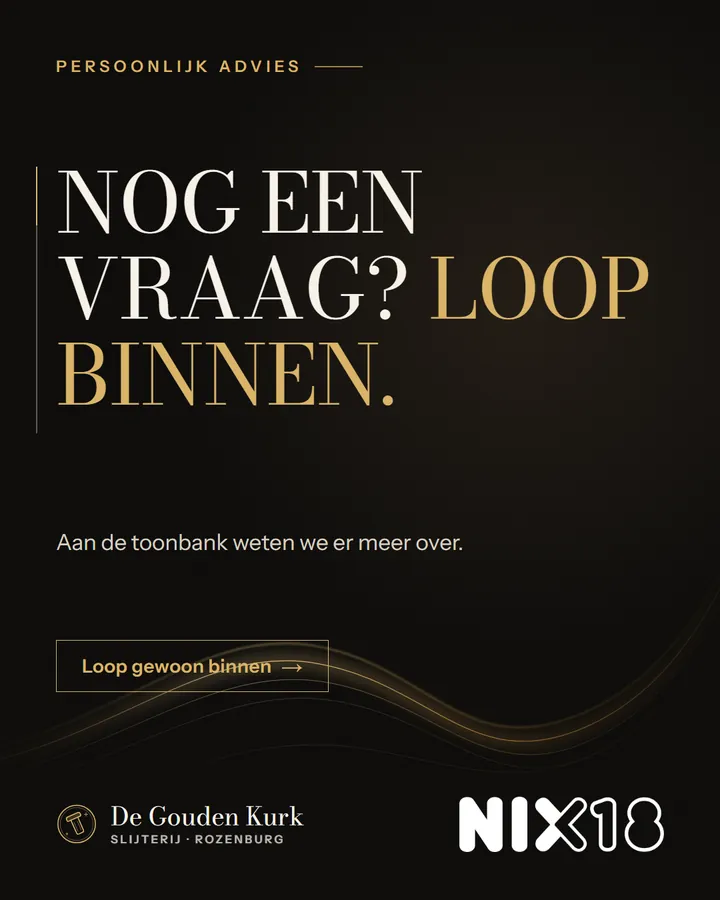 PERSOONLIJK ADVIES
NOG EEN
VRAAG? LOOP
BINNEN.
Aan de toonbank weten we er meer over.
Loop gewoon binnen →
De Gouden Kurk
SLIJTERIJ · ROZENBURG
NIX18